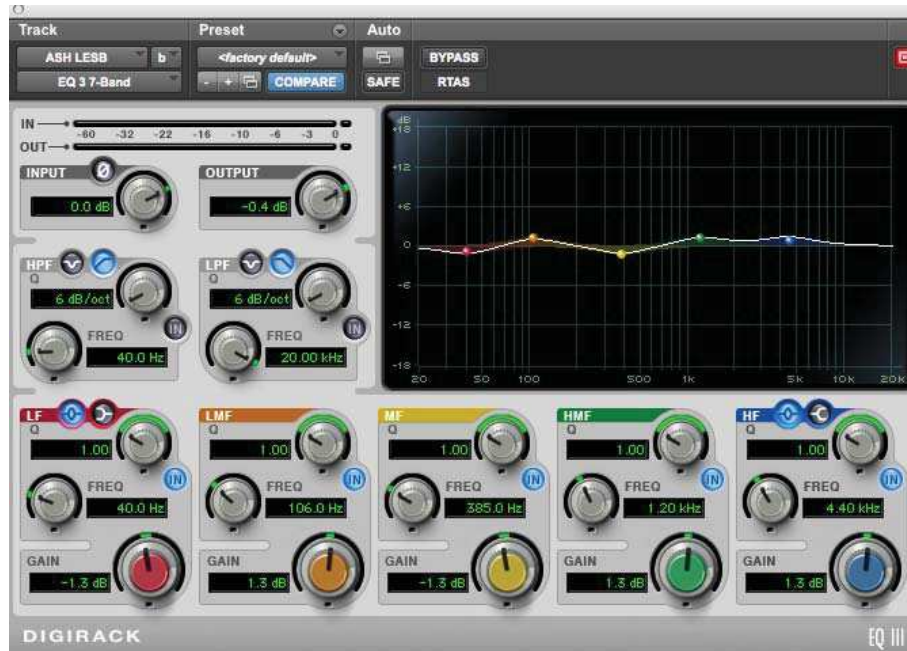 Track Preset Auto
ASH LESB b <factory default> BYPASS
EQ 3 7-Band - + COMPARE SAFE RTAS
IN -60 -32 -22 -16 -10 -6 -3 0
OUT
INPUT Ø OUTPUT
0.0 dB -0.4 dB
HPF LPF
Q Q
6 dB/oct 6 dB/oct
IN IN
FREQ FREQ
40.0 Hz 20.00 kHz
dB
+18
+12
+6
0
-6
-12
-18
20 50 100 500 1k 5k 10k 20k
LF LMF MF HMF HF
Q Q Q Q Q
1.00 1.00 1.00 1.00 1.00
IN IN IN IN IN
FREQ FREQ FREQ FREQ FREQ
40.0 Hz 106.0 Hz 385.0 Hz 1.20 kHz 4.40 kHz
GAIN GAIN GAIN GAIN GAIN
-1.3 dB 1.3 dB -1.3 dB 1.3 dB 1.3 dB
DIGIRACK EQ III